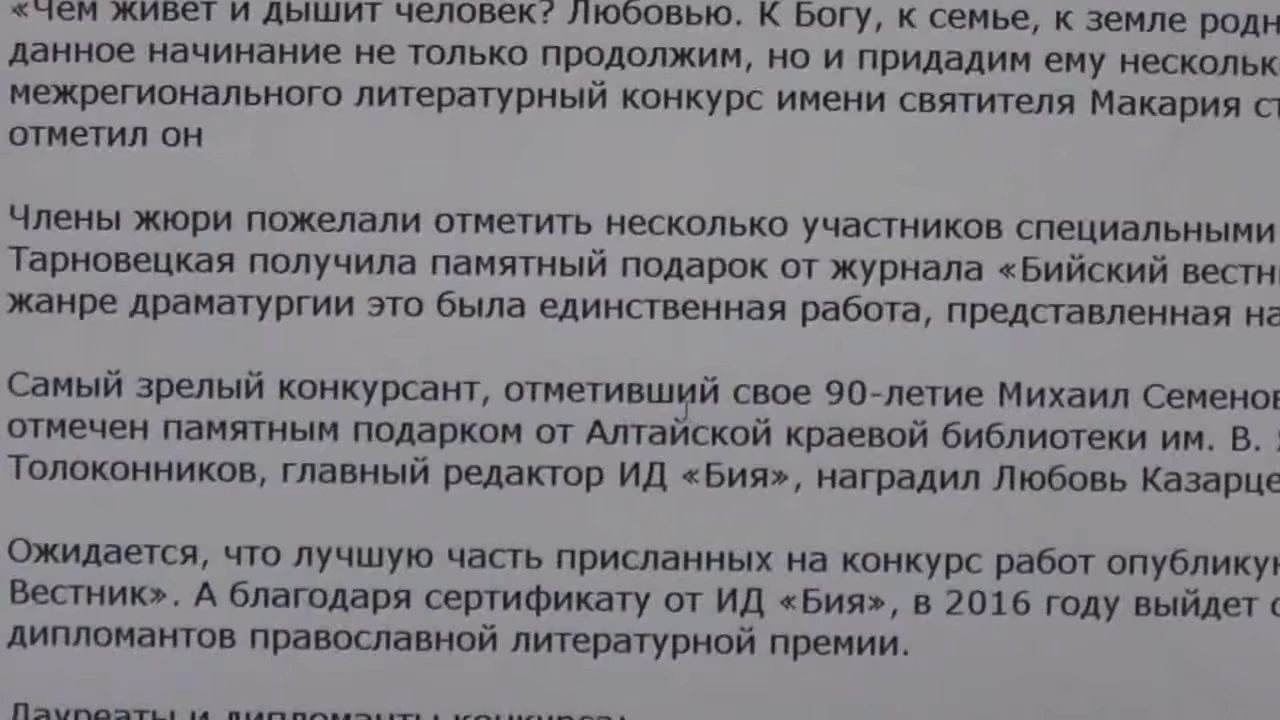 «Чем живет и дышит человек? Любовью. К Богу, к семье, к земле родн
данное начинание не только продолжим, но и придадим ему нескольк
межрегионального литературный конкурс имени святителя Макария ст
отметил он
Члены жюри пожелали отметить несколько участников специальными
Тарновецкая получила памятный подарок от журнала «Бийский вестн
жанре драматургии это была единственная работа, представленная на
Самый зрелый конкурсант, отметивший свое 90-летие Михаил Семенов
отмечен памятным подарком от Алтайской краевой библиотеки им. В.
Толоконников, главный редактор ИД «Бия», наградил Любовь Казарце
Ожидается, что лучшую часть присланных на конкурс работ опубликую
Вестник». А благодаря сертификату от ИД «Бия», в 2016 году выйдет с
дипломантов православной литературной премии.
Лауреаты и дипломанты конкурса: